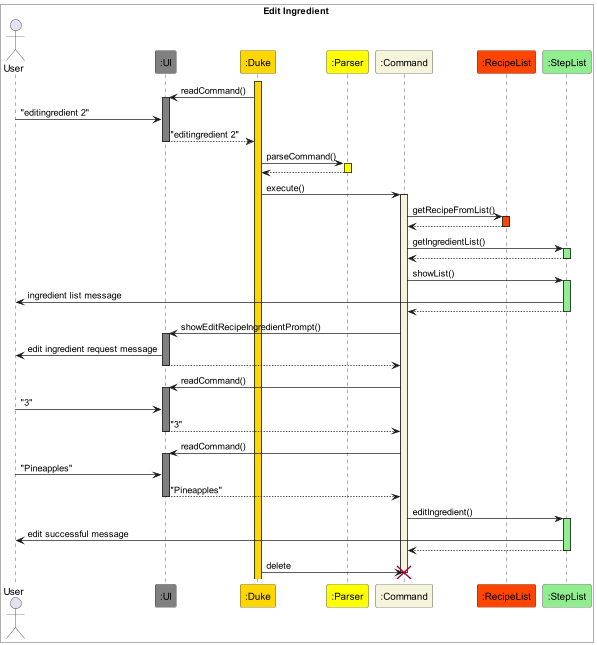 Edit Ingredient
User
:UI
:Duke
:Parser
:Command
:RecipeList
:StepList
readCommand()
"editingredient 2"
"editingredient 2"
parseCommand()
execute()
getRecipeFromList()
getIngredientList()
showList()
ingredient list message
showEditRecipeIngredientPrompt()
edit ingredient request message
readCommand()
"3"
"3"
readCommand()
"Pineapples"
"Pineapples"
editIngredient()
edit successful message
delete
User
:UI
:Duke
:Parser
:Command
:RecipeList
:StepList